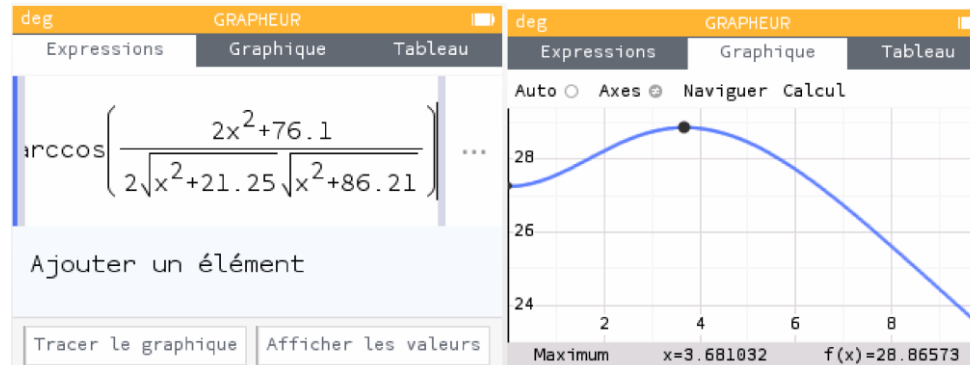 deg GRAPHEUR
Expressions Graphique Tableau
arccos(2x²+76.1 / 2√x²+21.25√x²+86.21) ...
Ajouter un élément
Tracer le graphique Afficher les valeurs
deg GRAPHEUR
Expressions Graphique Tableau
Auto Axes Naviguer Calcul
28
26
24
2 4 6 8
Maximum x=3.681032 f(x)=28.86573